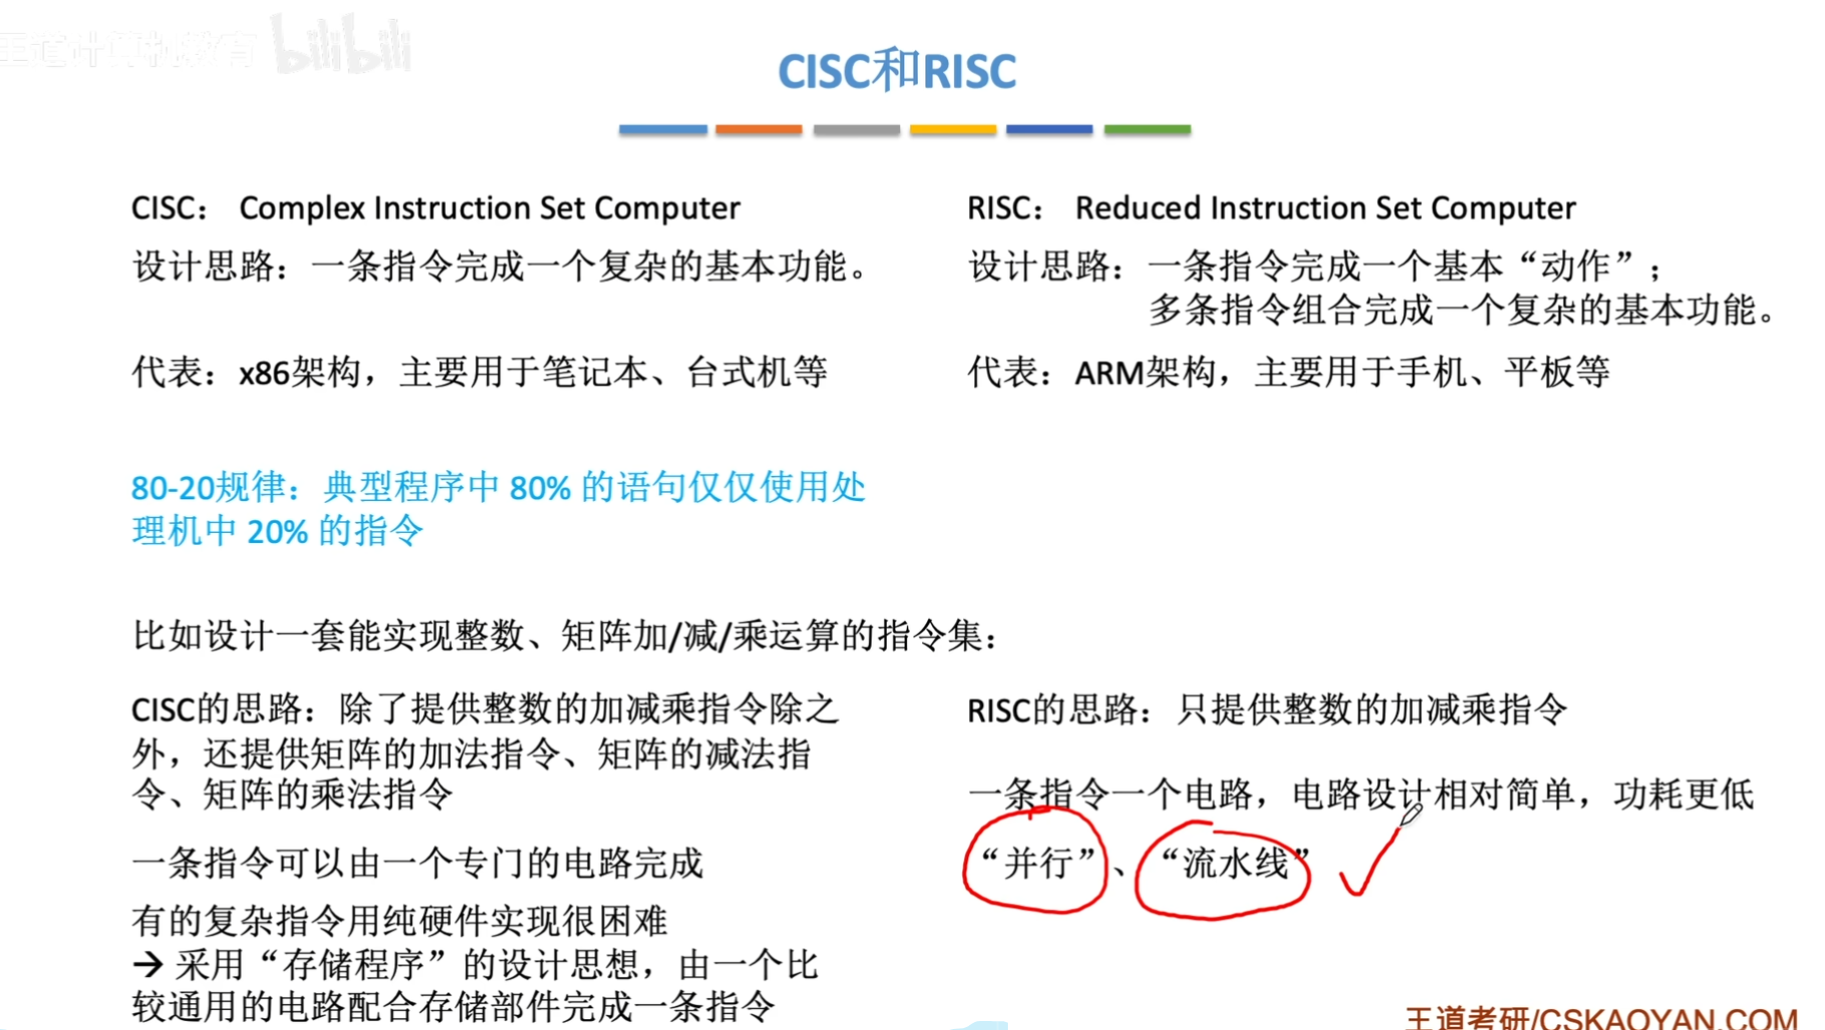 王道计算机教育 bilibili
CISC和RISC
CISC： Complex Instruction Set Computer
设计思路：一条指令完成一个复杂的基本功能。
代表：x86架构，主要用于笔记本、台式机等
RISC： Reduced Instruction Set Computer
设计思路：一条指令完成一个基本“动作”；
多条指令组合完成一个复杂的基本功能。
代表：ARM架构，主要用于手机、平板等
80-20规律：典型程序中 80% 的语句仅仅使用处
理机中 20% 的指令
比如设计一套能实现整数、矩阵加/减/乘运算的指令集：
CISC的思路：除了提供整数的加减乘指令除之
外，还提供矩阵的加法指令、矩阵的减法指
令、矩阵的乘法指令
一条指令可以由一个专门的电路完成
有的复杂指令用纯硬件实现很困难
→ 采用“存储程序”的设计思想，由一个比
较通用的电路配合存储部件完成一条指令
RISC的思路：只提供整数的加减乘指令
一条指令一个电路，电路设计相对简单，功耗更低
“并行”、“流水线”
王道考研/CSKAOYAN.COM